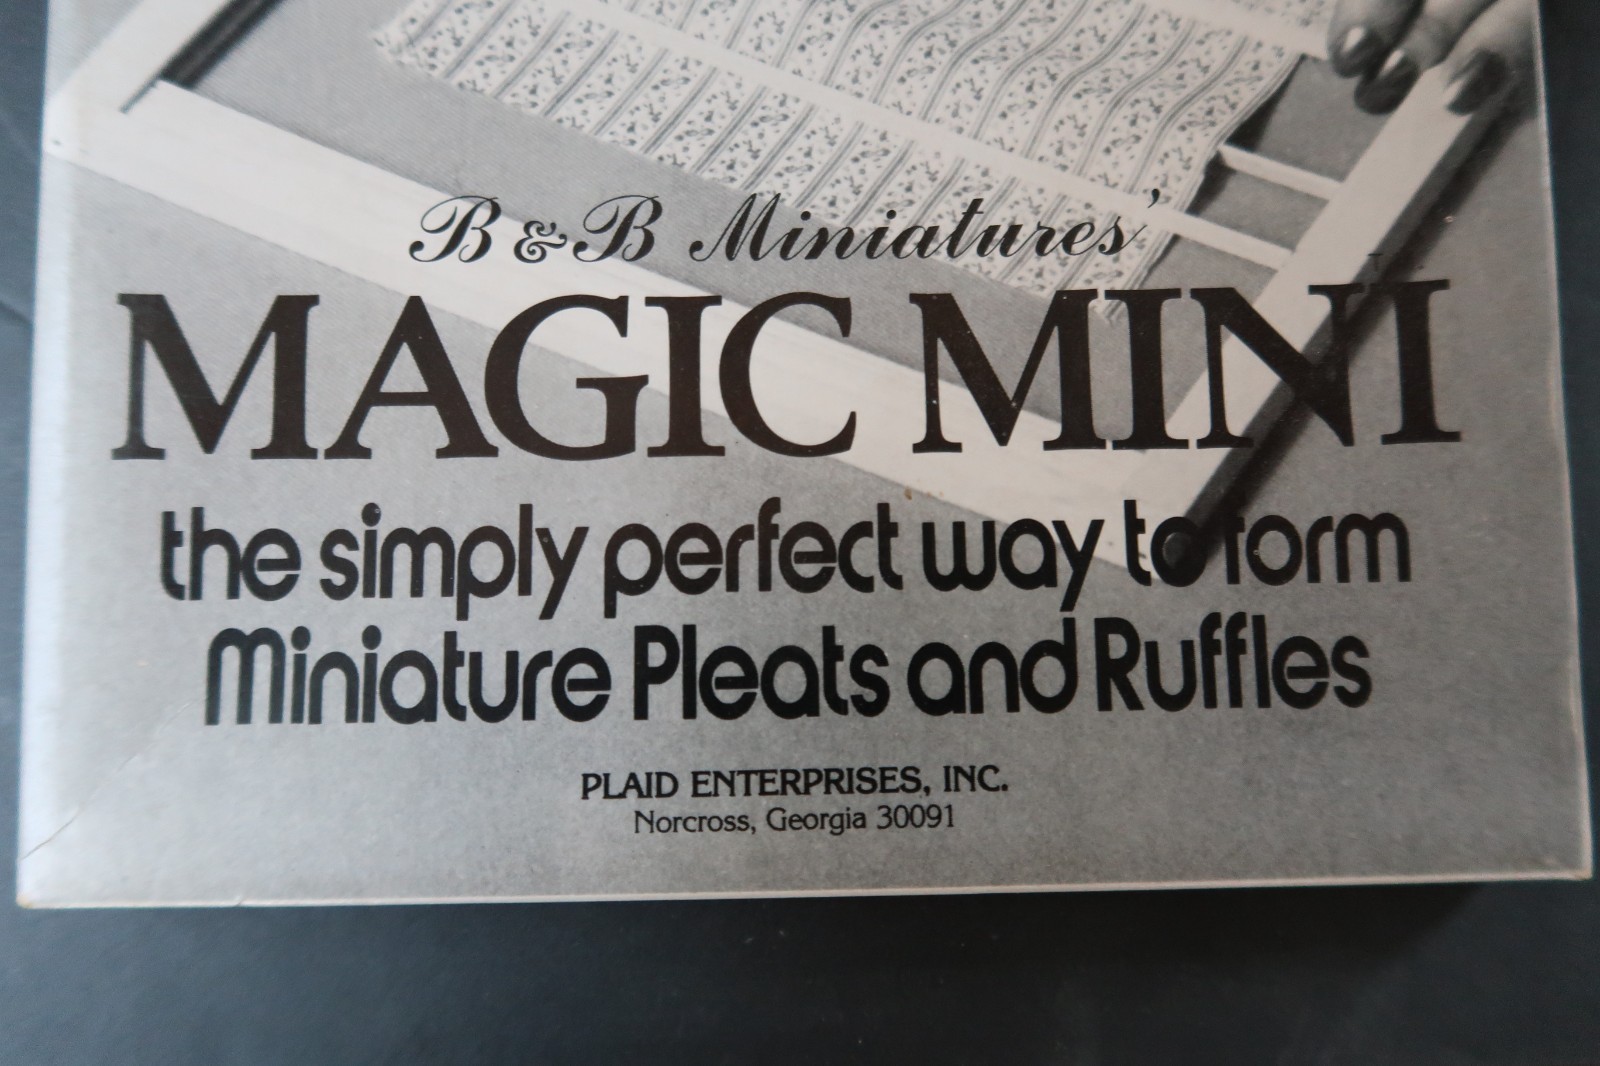 B & B Miniatures'
MAGIC MINI
the simply perfect way to form
Miniature Pleats and Ruffles
PLAID ENTERPRISES, INC.
Norcross, Georgia 30091